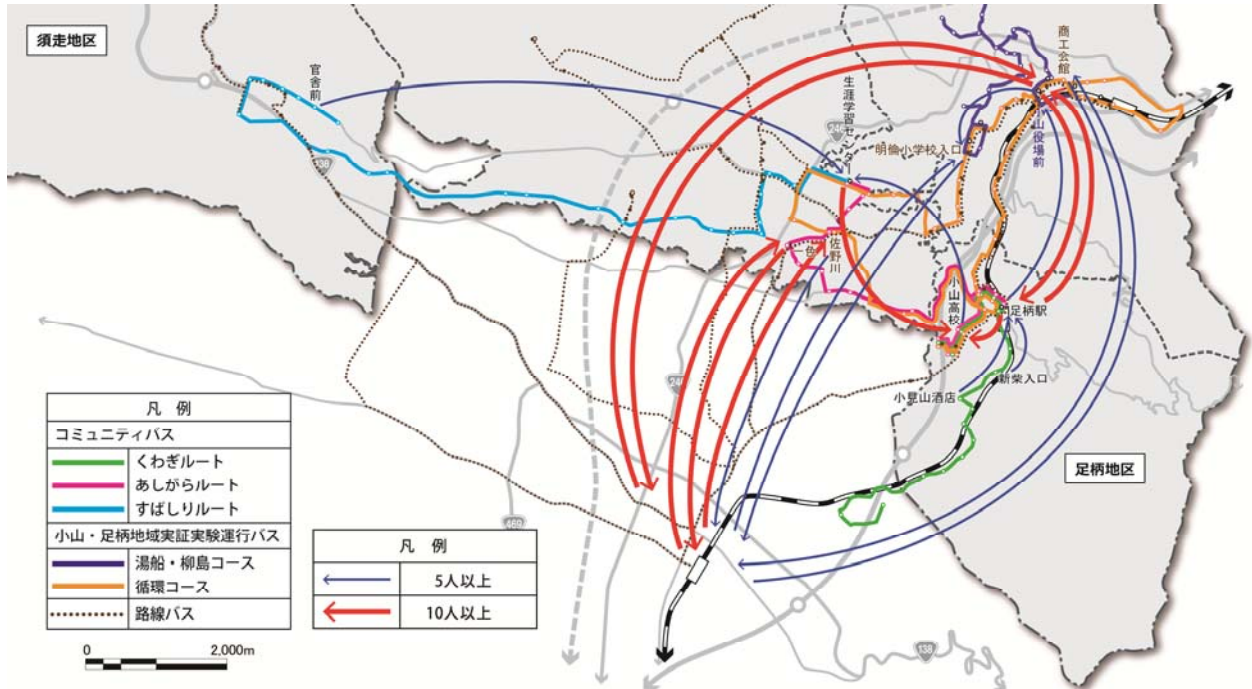 須走地区
官舎前
138
生涯学習センター
246
商工会館
小山役場前
明倫小学校入口
一色
佐野川
小山高校
足柄駅
新柴入口
小見山酒店
足柄地区
246
469
138
凡 例
コミュニティバス
くわぎルート
あしがらルート
すばしりルート
小山・足柄地域実証実験運行バス
湯船・柳島コース
循環コース
路線バス
凡 例
5人以上
10人以上
0 2,000m